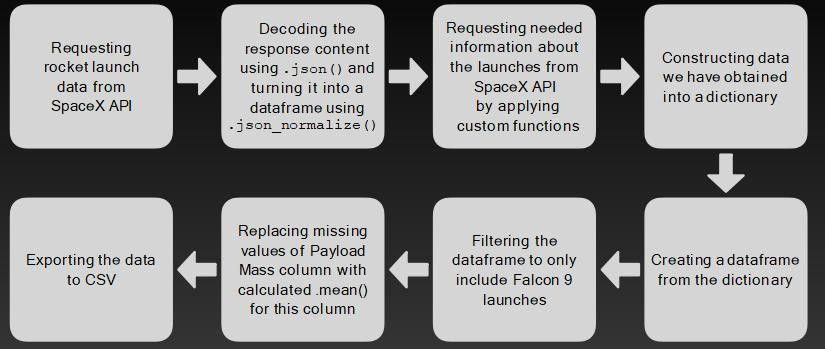 Requesting
rocket launch
data from
SpaceX API
Decoding the
response content
using .json() and
turning it into a
dataframe using
.json_normalize()
Requesting needed
information about
the launches from
SpaceX API
by applying
custom functions
Constructing data
we have obtained
into a dictionary
Creating a dataframe
from the dictionary
Filtering the
dataframe to only
include Falcon 9
launches
Replacing missing
values of Payload
Mass column with
calculated .mean()
for this column
Exporting the data
to CSV